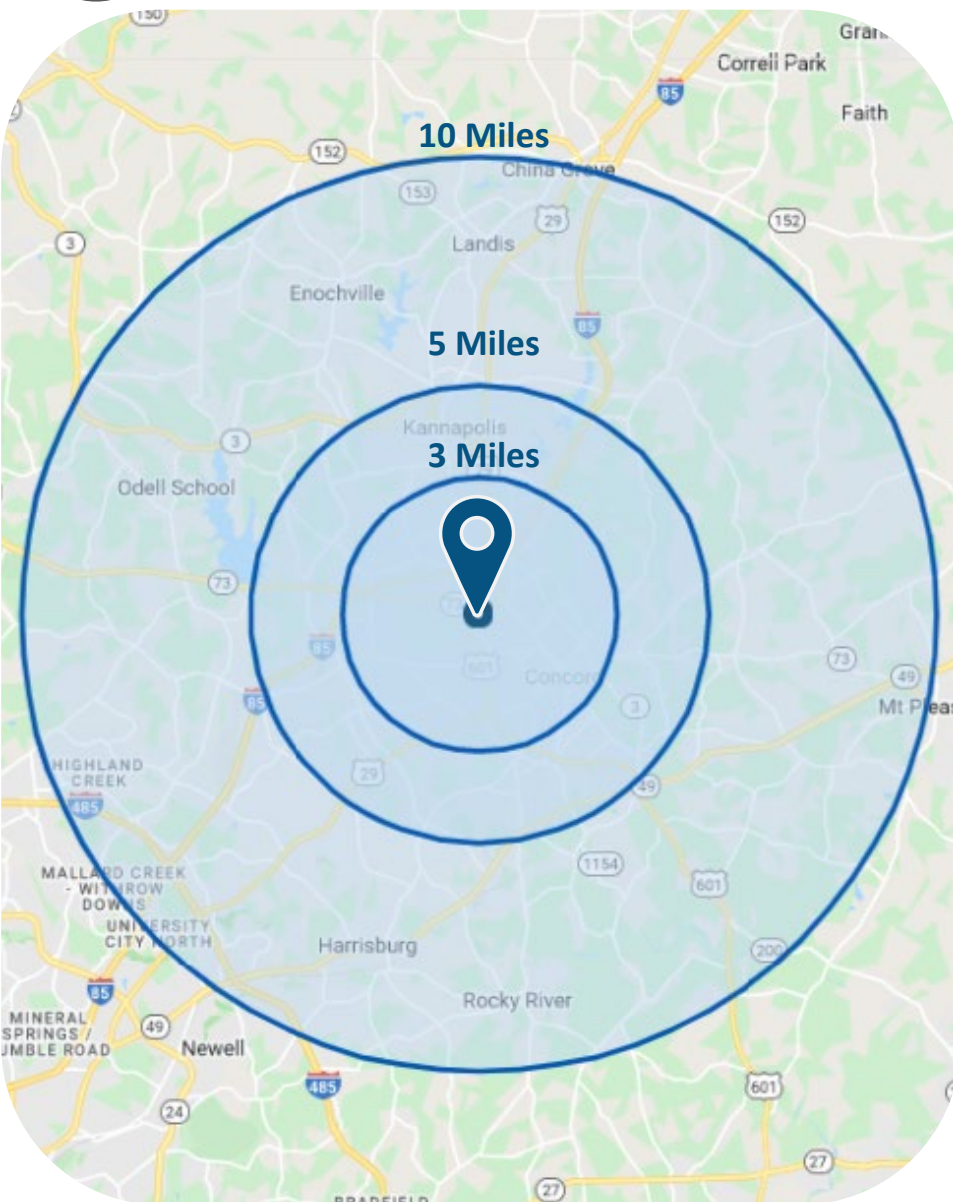 150
Correll Park
85
Faith
10 Miles
152
China Grove
153
29
152
3
Landis
Enochville
85
5 Miles
Kannapolis
3
3 Miles
Odell School
73
73
85
601
73
Concord
49
85
3
Mt Pleas
HIGHLAND
CREEK
29
49
485
1154
MALLARD CREEK
- WITHROW
DOWNS
601
UNIVERSITY
CITY NORTH
Harrisburg
200
85
Rocky River
MINERAL
SPRINGS /
UMBLE ROAD
49
Newell
485
601
24
27
27